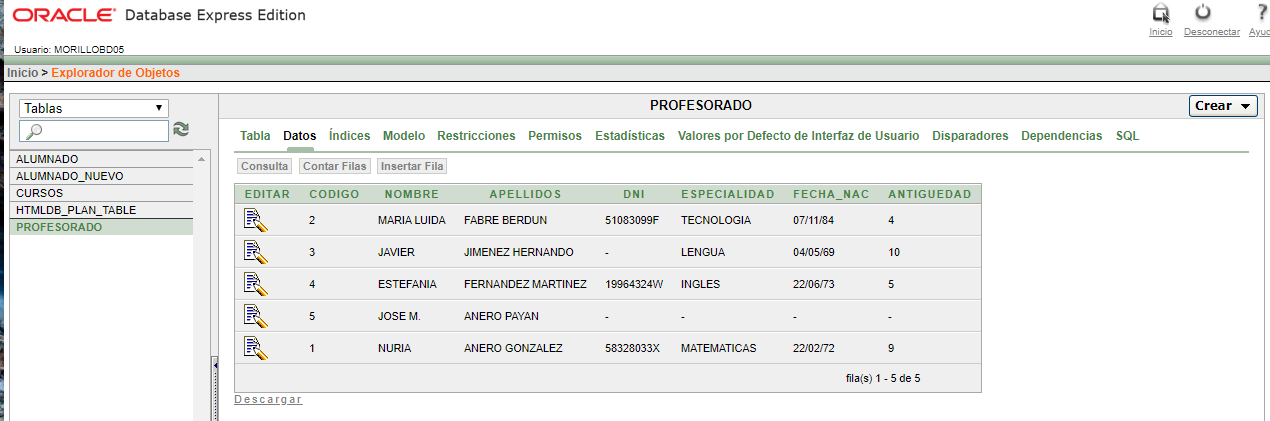 ORACLE Database Express Edition
Inicio Desconectar
Usuario: MORILLOBD05
Inicio > Explorador de Objetos
Tablas
PROFESORADO
Crear
Tabla Datos Índices Modelo Restricciones Permisos Estadísticas Valores por Defecto de Interfaz de Usuario Disparadores Dependencias SQL
ALUMNADO
ALUMNADO_NUEVO
CURSOS
HTMLDB_PLAN_TABLE
PROFESORADO
Consulta Contar Filas Insertar Fila
EDITAR CODIGO NOMBRE APELLIDOS DNI ESPECIALIDAD FECHA_NAC ANTIGUEDAD
2 MARIA LUIDA FABRE BERDUN 51083099F TECNOLOGIA 07/11/84 4
3 JAVIER JIMENEZ HERNANDO - LENGUA 04/05/69 10
4 ESTEFANIA FERNANDEZ MARTINEZ 19964324W INGLES 22/06/73 5
5 JOSE M. ANERO PAYAN - - - -
1 NURIA ANERO GONZALEZ 58328033X MATEMATICAS 22/02/72 9
fila(s) 1 - 5 de 5
Descargar